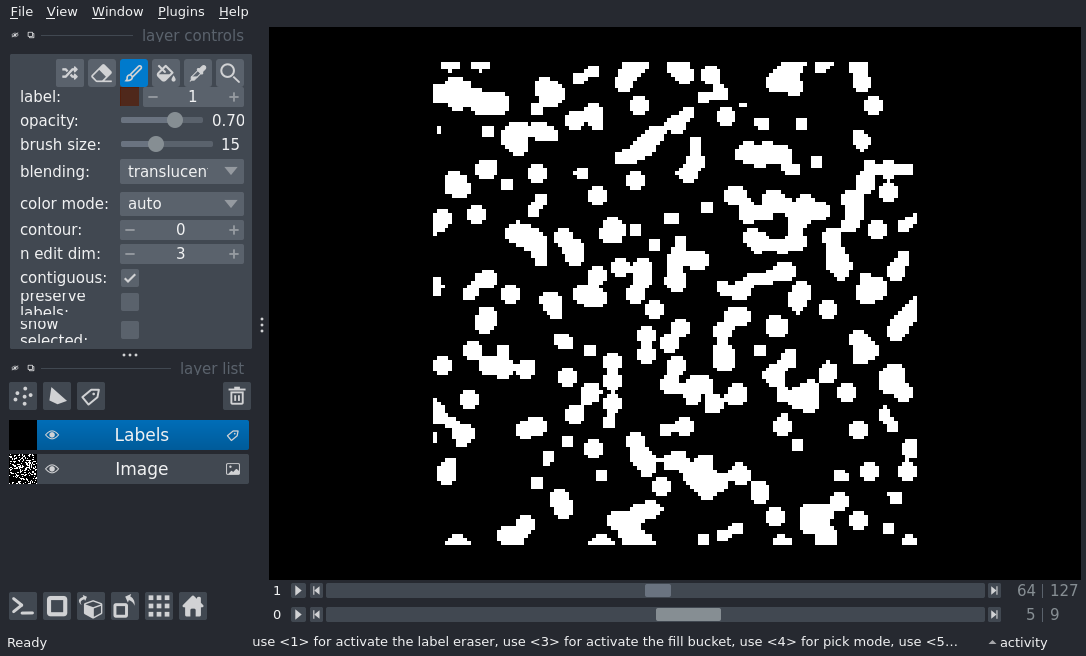 File View Window Plugins Help
layer controls
label: 1
opacity: 0.70
brush size: 15
blending: translucen
color mode: auto
contour: 0
n edit dim: 3
contiguous:
preserve
labels:
show
selected:
layer list
Labels
Image
1 64 127
0 5 9
Ready use <1> for activate the label eraser, use <3> for activate the fill bucket, use <4> for pick mode, use <5... activity